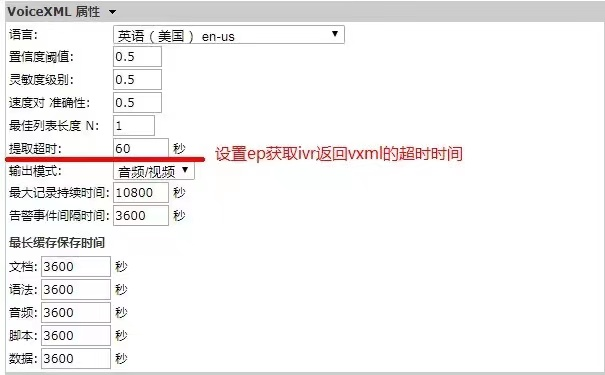 VoiceXML 属性
语言: 英语（美国） en-us
置信度阈值: 0.5
灵敏度级别: 0.5
速度对 准确性: 0.5
最佳列表长度 N: 1
提取超时: 60 秒 设置ep获取ivr返回vxml的超时时间
输出模式: 音频/视频
最大记录持续时间: 10800 秒
告警事件间隔时间: 3600 秒
最长缓存保存时间
文档: 3600 秒
语法: 3600 秒
音频: 3600 秒
脚本: 3600 秒
数据: 3600 秒